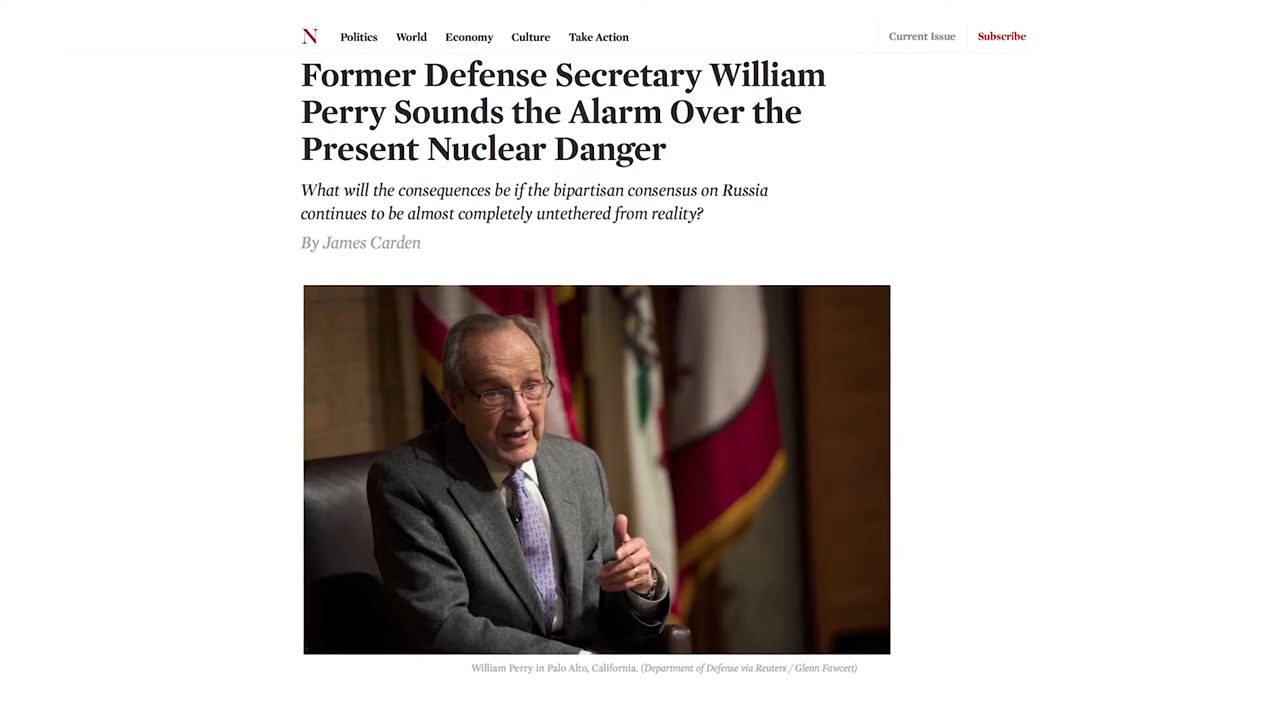 N Politics World Economy Culture Take Action Current Issue Subscribe
Former Defense Secretary William
Perry Sounds the Alarm Over the
Present Nuclear Danger
What will the consequences be if the bipartisan consensus on Russia
continues to be almost completely untethered from reality?
By James Carden
William Perry in Palo Alto, California. (Department of Defense via Reuters / Glenn Fawcett)